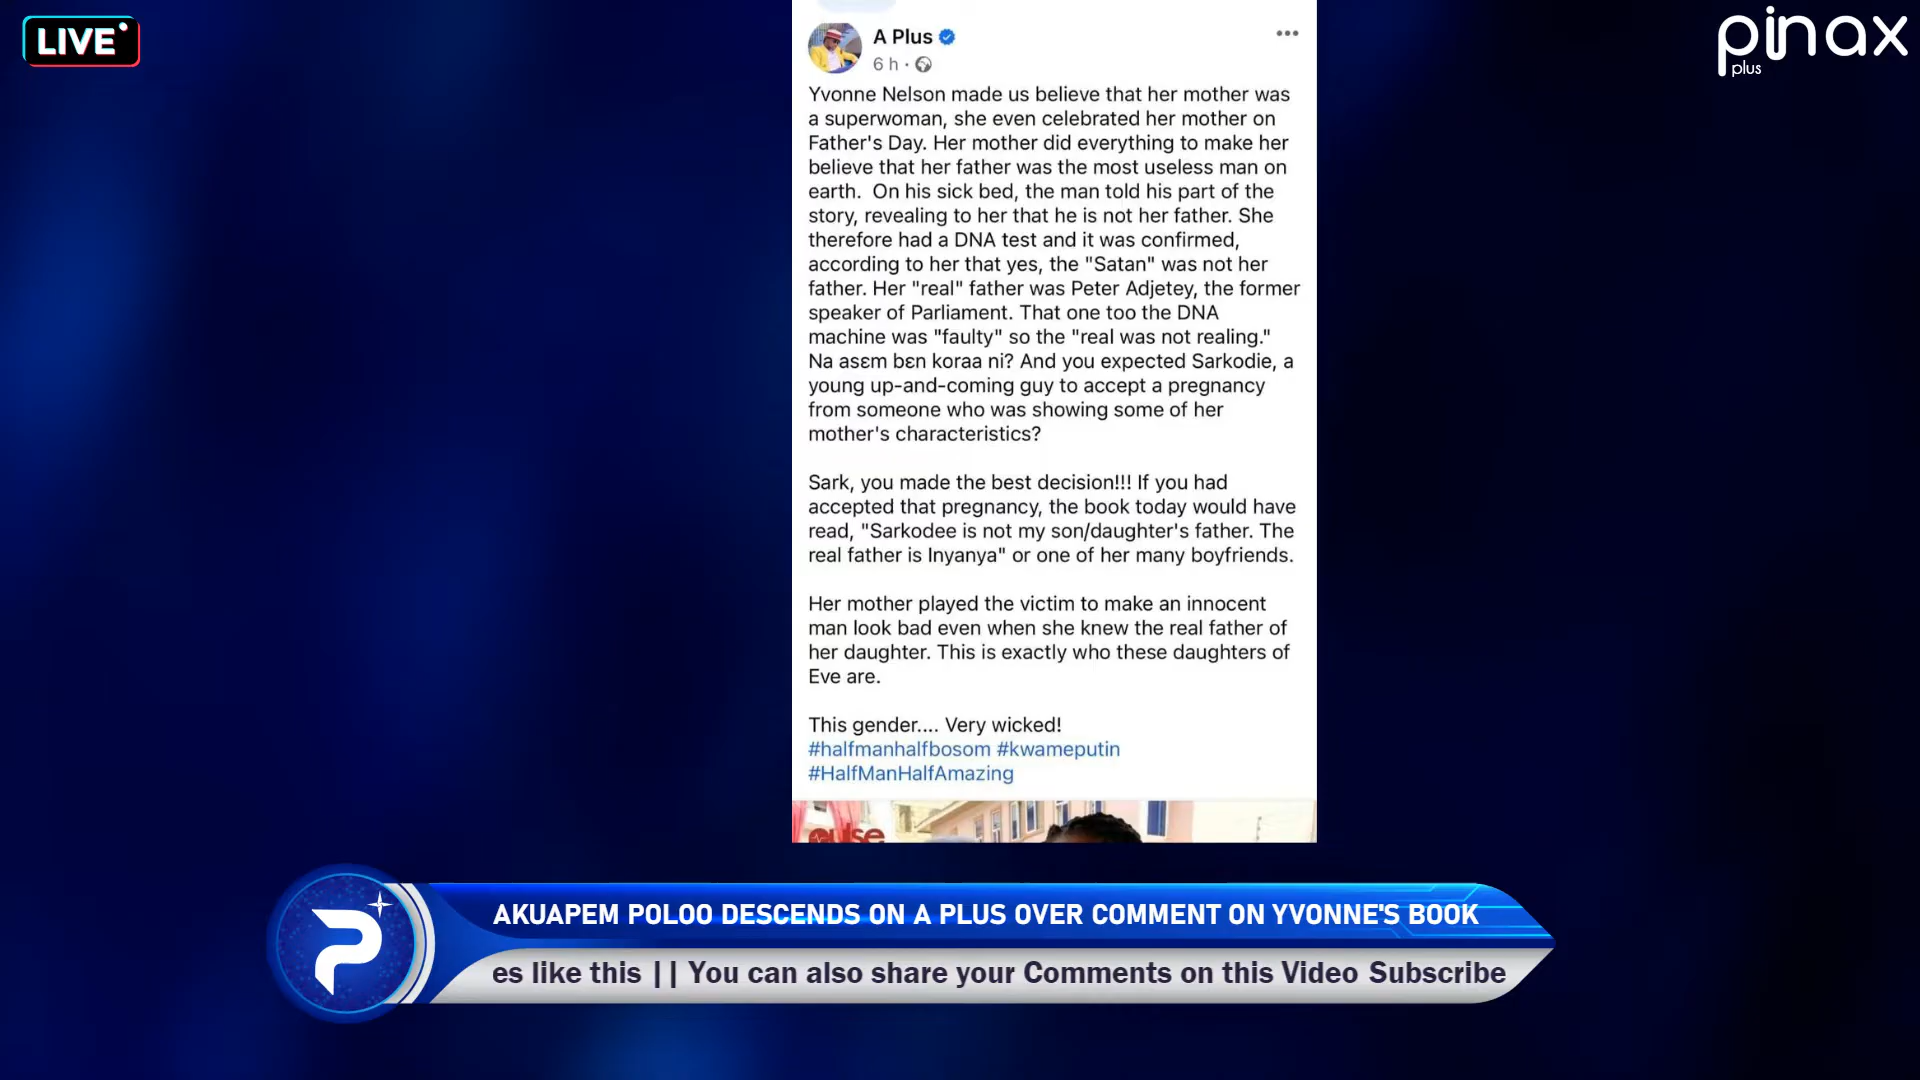 LIVE
pinax
plus
A Plus
6 h ·
Yvonne Nelson made us believe that her mother was
a superwoman, she even celebrated her mother on
Father's Day. Her mother did everything to make her
believe that her father was the most useless man on
earth.  On his sick bed, the man told his part of the
story, revealing to her that he is not her father. She
therefore had a DNA test and it was confirmed,
according to her that yes, the "Satan" was not her
father. Her "real" father was Peter Adjetey, the former
speaker of Parliament. That one too the DNA
machine was "faulty" so the "real was not realing."
Na asɛm bɛn koraa ni? And you expected Sarkodie, a
young up-and-coming guy to accept a pregnancy
from someone who was showing some of her
mother's characteristics?
Sark, you made the best decision!!! If you had
accepted that pregnancy, the book today would have
read, "Sarkodee is not my son/daughter's father. The
real father is Inyanya" or one of her many boyfriends.
Her mother played the victim to make an innocent
man look bad even when she knew the real father of
her daughter. This is exactly who these daughters of
Eve are.
This gender.... Very wicked!
#halfmanhalfbosom #kwameputin
#HalfManHalfAmazing
AKUAPEM POLOO DESCENDS ON A PLUS OVER COMMENT ON YVONNE'S BOOK
es like this || You can also share your Comments on this Video Subscribe